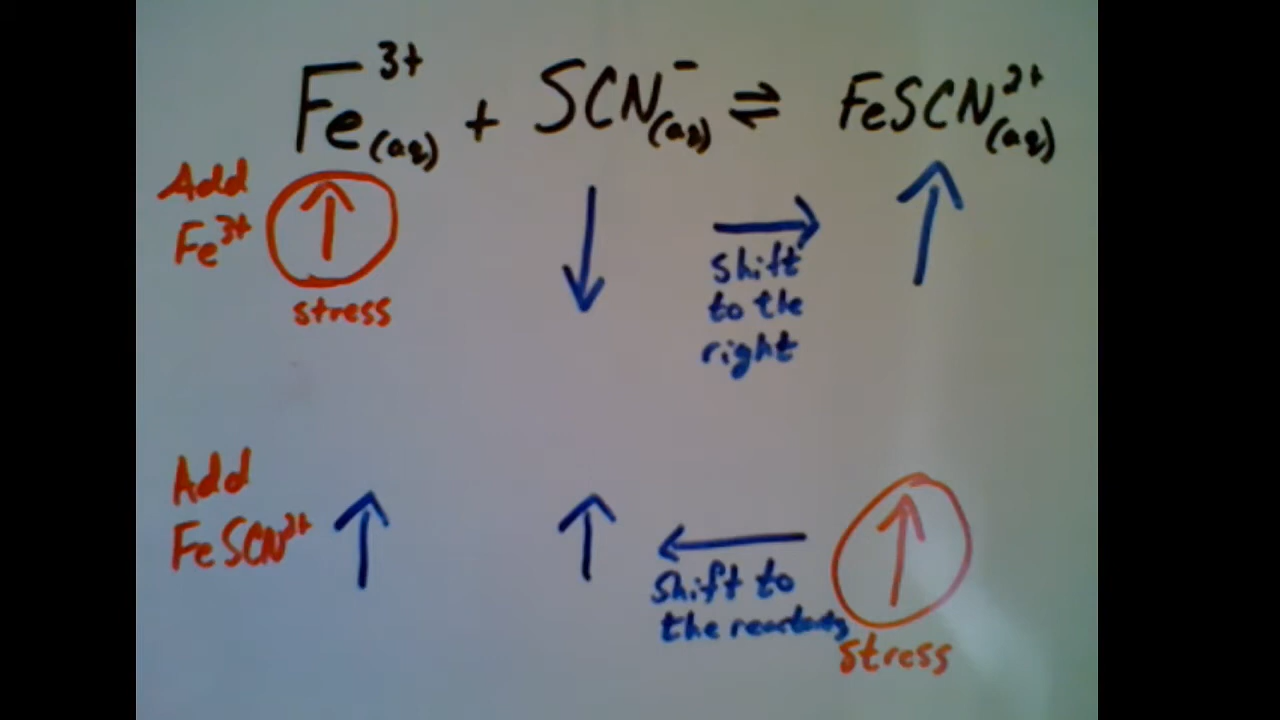 Fe³⁺(aq) + SCN⁻(aq) ⇌ FeSCN²⁺(aq)
Add
Fe³⁺
↑
stress
↓
→
shift
to the
right
↑
Add
FeSCN²⁺
↑
↑
←
shift to
the reactants
↑
stress